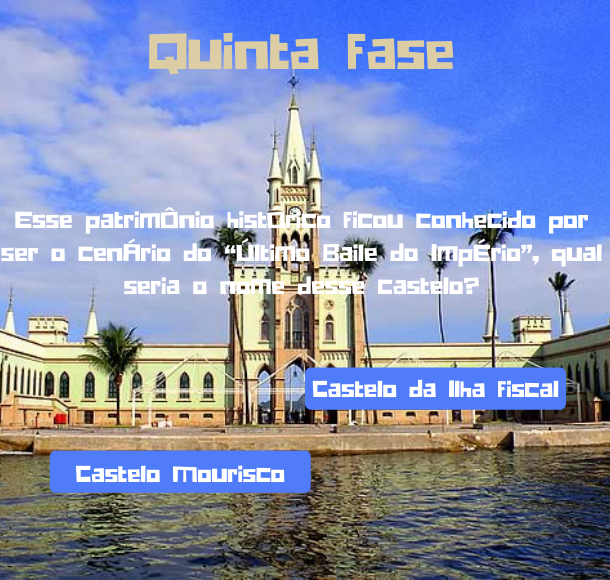 Quinta Fase
Esse patrimÔnio histÓrico ficou conhecido por
ser o cenÁrio do “Último Baile do ImpÉrio”, qual
seria o nome desse castelo?
Castelo da Ilha Fiscal
Castelo Mourisco